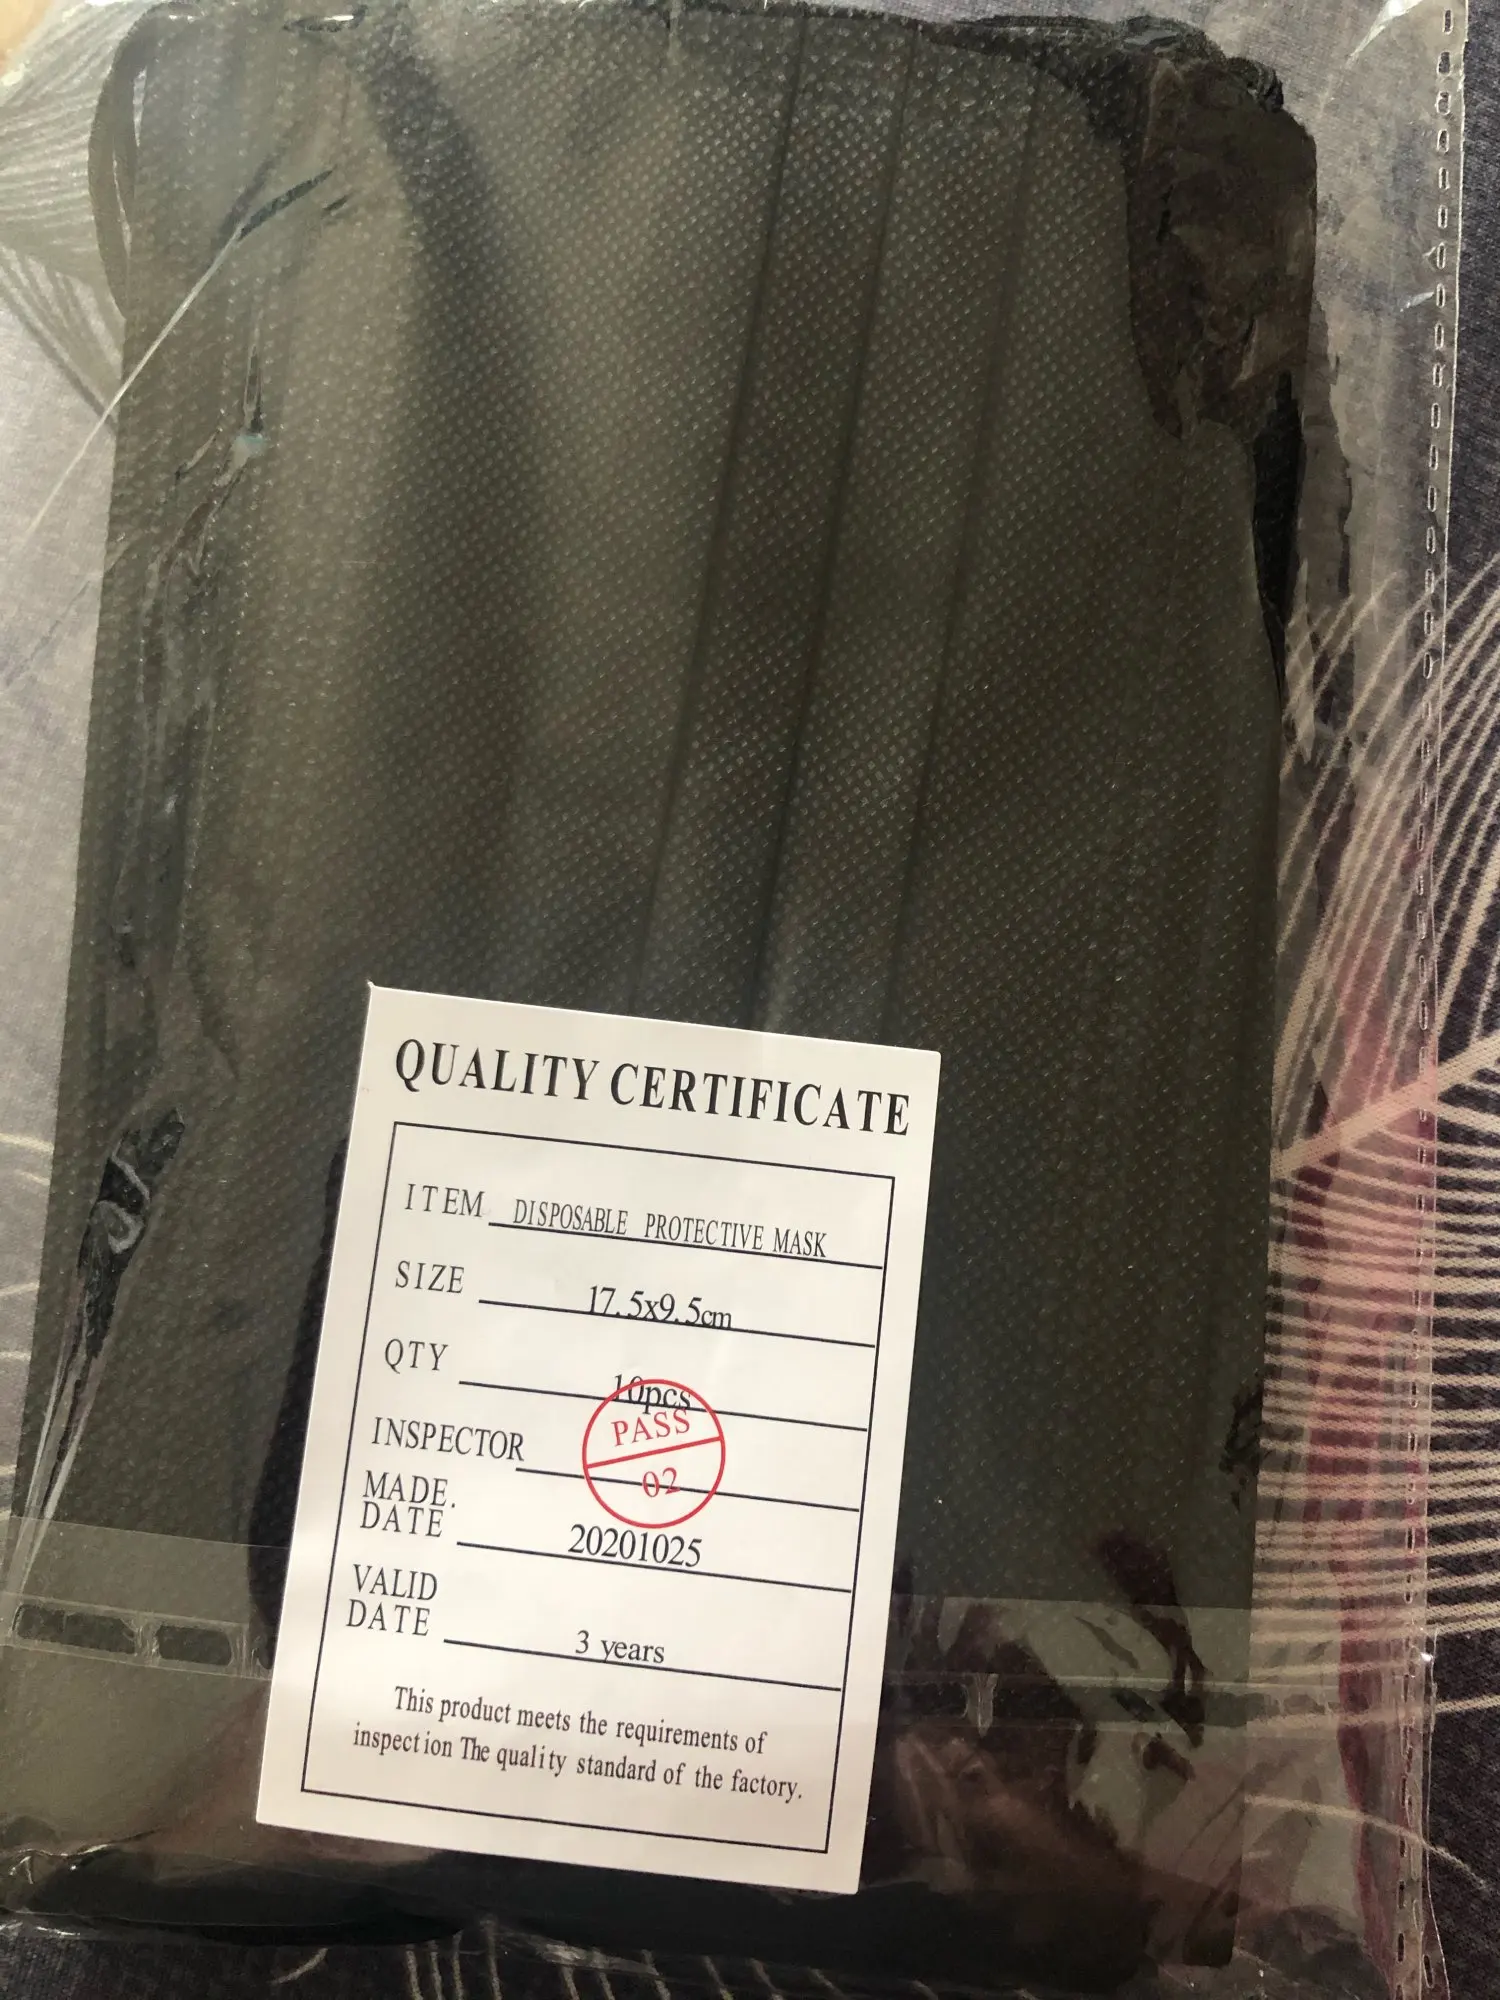 QUALITY CERTIFICATE
ITEM DISPOSABLE PROTECTIVE MASK
SIZE 17.5x9.5cm
QTY 10pcs
PASS
INSPECTOR
02
MADE.
DATE 20201025
VALID
DATE 3 years
This product meets the requirements of
inspection The quality standard of the factory.